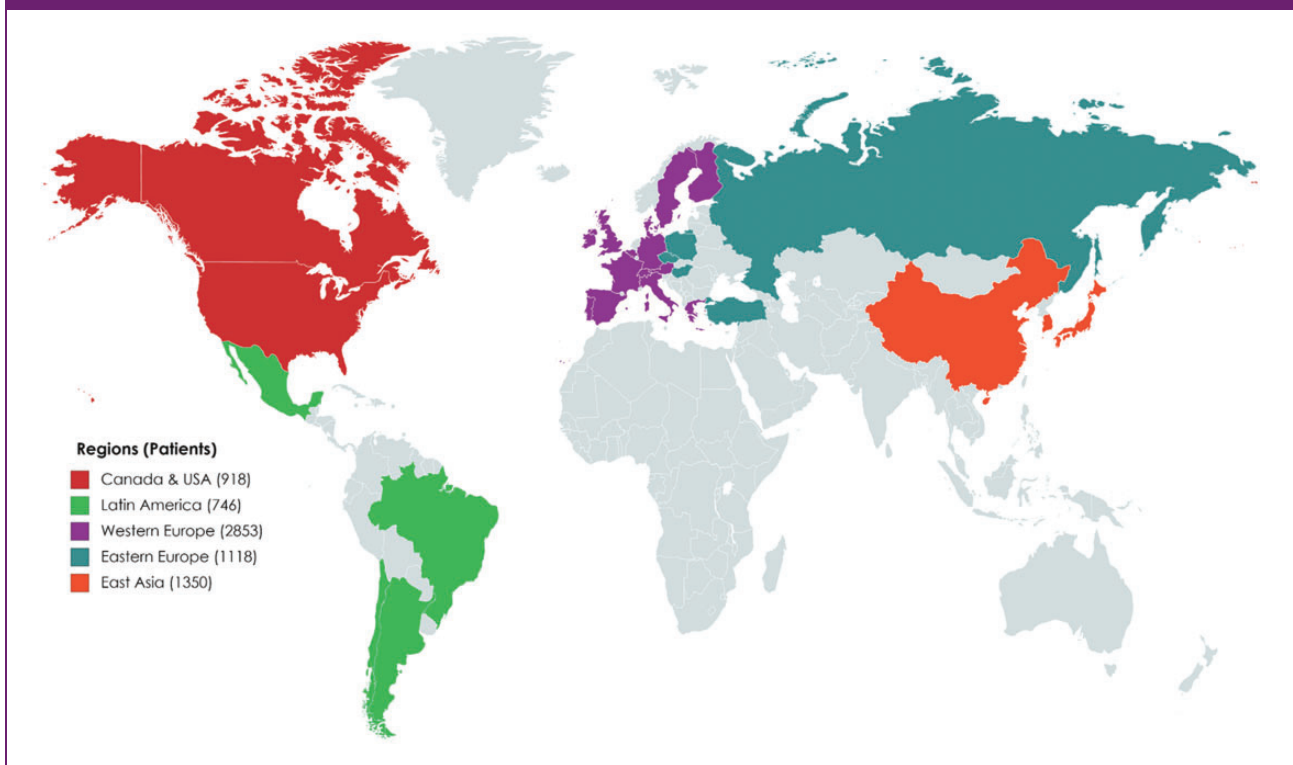 Regions (Patients)
Canada & USA (918)
Latin America (746)
Western Europe (2853)
Eastern Europe (1118)
East Asia (1350)